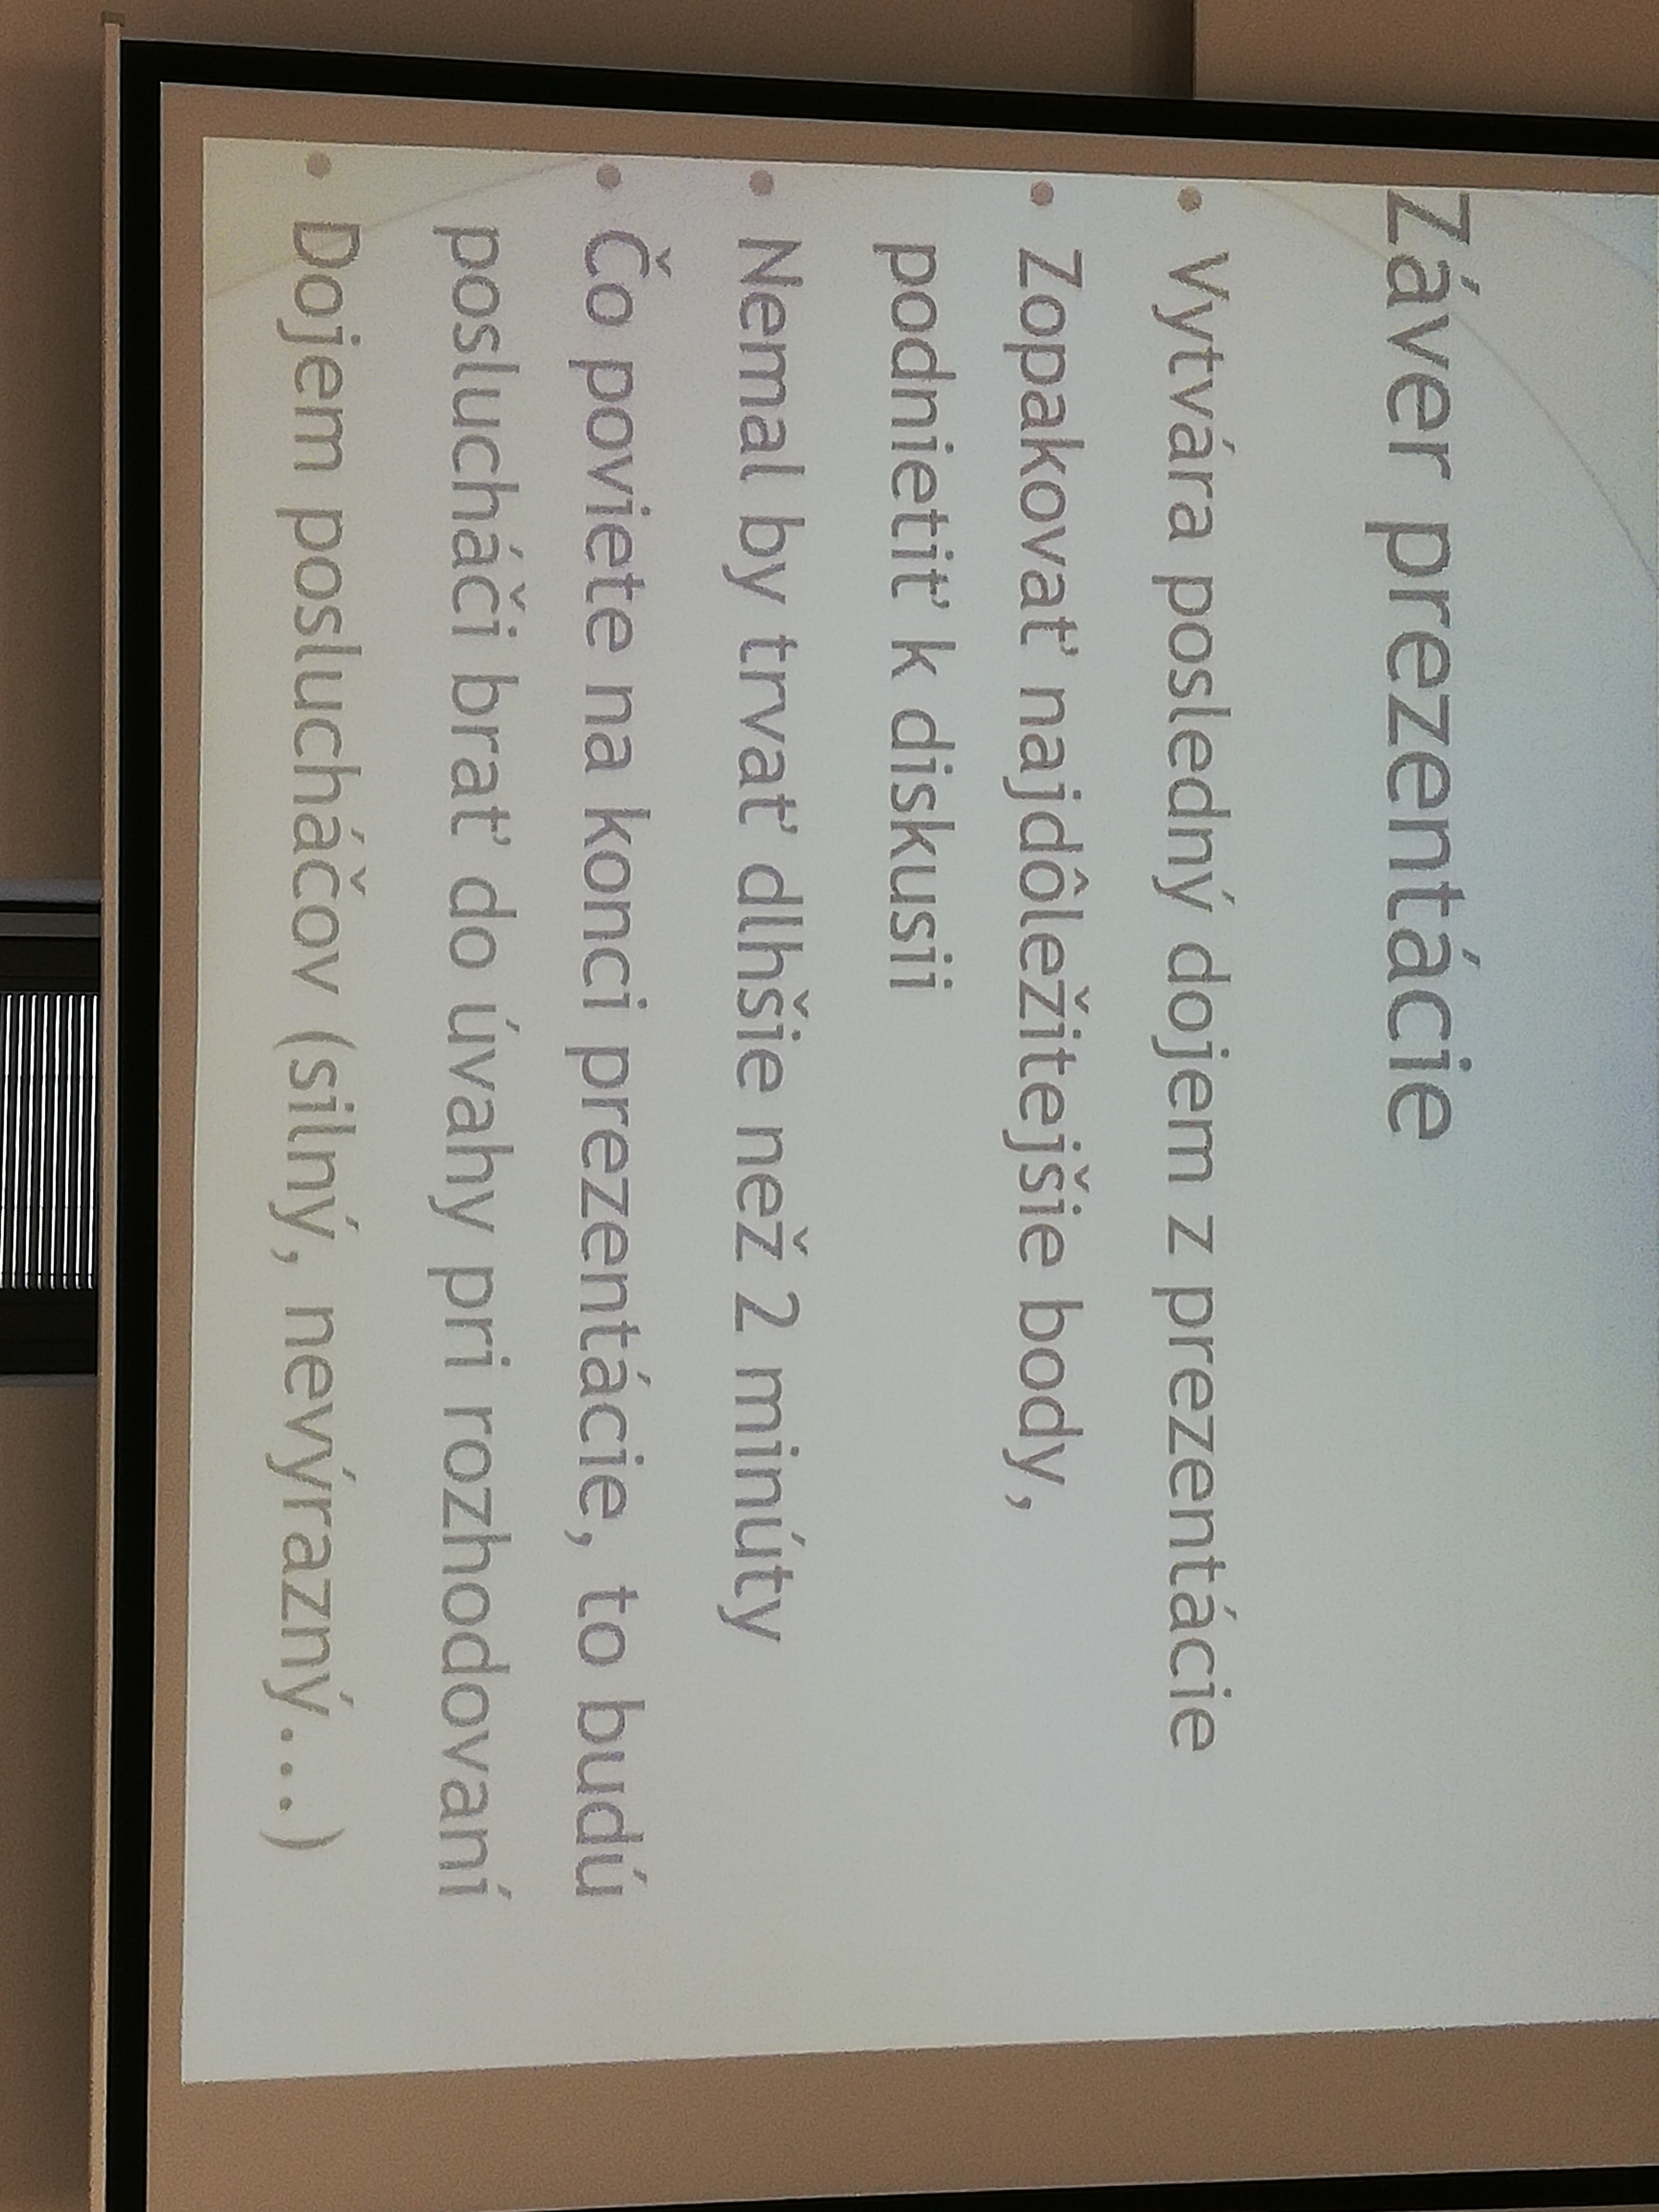 Záver prezentácie
• Vytvára posledný dojem z prezentácie
• Zopakovať najdôležitejšie body,
podnietiť k diskusii
• Nemal by trvať dlhšie než 2 minúty
• Čo poviete na konci prezentácie, to budú
poslucháči brať do úvahy pri rozhodovaní
• Dojem poslucháčov (silný, nevýrazný...)